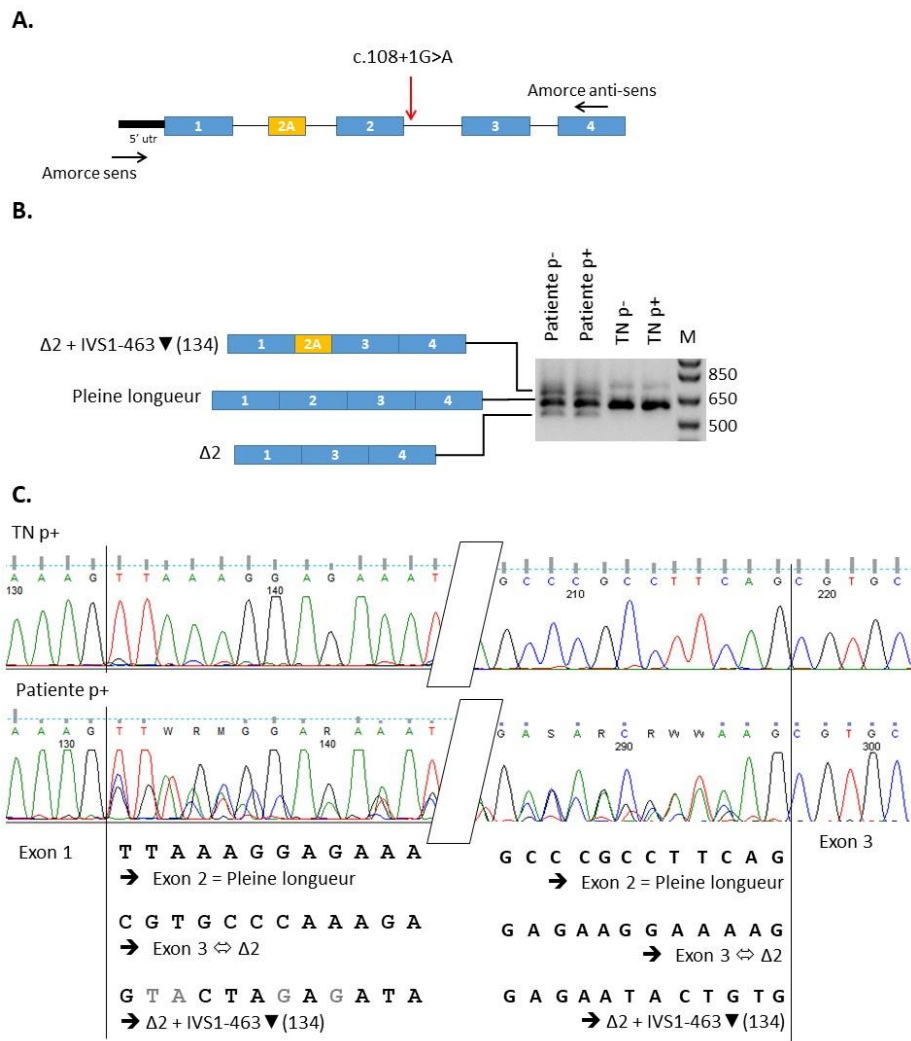 A.
c.108+1G>A
Amorce anti-sens
1 2A 2 3 4
5' utr
Amorce sens
B.
Patiente p-
Patiente p+
TN p-
TN p+
M
Δ2 + IVS1-463▼(134) 1 2A 3 4
850
Pleine longueur 1 2 3 4
650
500
Δ2 1 3 4
C.
TN p+
A A A G T T A A A G G A G A A A T G C C C G C C T T C A G C G T G C
130 140 210 220
Patiente p+
A A A G T T W R M G G A R A A T G A S A R C R W W A A G C G T G C
130 140 290 300
Exon 1
T T A A A G G A G A A A
➔ Exon 2 = Pleine longueur
C G T G C C C A A A G A
➔ Exon 3 ⇔ Δ2
G T A C T A G A G A T A
➔ Δ2 + IVS1-463▼(134)
G C C C G C C T T C A G
➔ Exon 2 = Pleine longueur
G A G A A G G A A A A G
➔ Exon 3 ⇔ Δ2
G A G A A T A C T G T G
➔ Δ2 + IVS1-463▼(134)
Exon 3